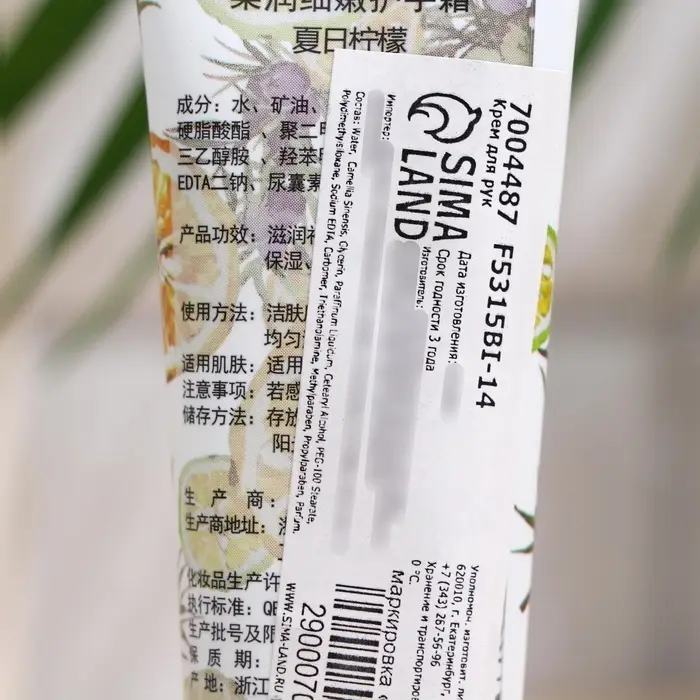 柔润细嫩护手霜
夏日柠檬
成分：水、矿油、
硬脂酸酯 、聚二甲
三乙醇胺 、羟苯甲
EDTA二钠、尿囊素
产品功效：滋润补
保湿、
使用方法：洁肤后
均匀
适用肌肤：适用
注意事项：若感
储存方法：存放
阳
生 产 商：
生产商地址：
化妆品生产许
执行标准：QB
生产批号及限
保 质 期：
产 地：浙江
7004487 F5315BI-14
Крем для рук
SIMA
LAND
Дата изготовления:
Срок годности 3 года
Изготовитель:
Импортер:
Состав: Water, Camellia Sinensis, Glycerin, Paraffinum Liquidum, Cetearyl Alcohol, PEG-100 Stearate,
Polydimethylsiloxane, Sodium EDTA, Carbomer, Triethanolamine, Methylparaben, Propylparaben, Parfum.
Уполномоч. изготовит. ли
620010, г. Екатеринбург,
+7 (343) 287-56-96
Хранение и транспортиров
0 °C.
Маркировка
290007
WWW.SIMA-LAND.RU